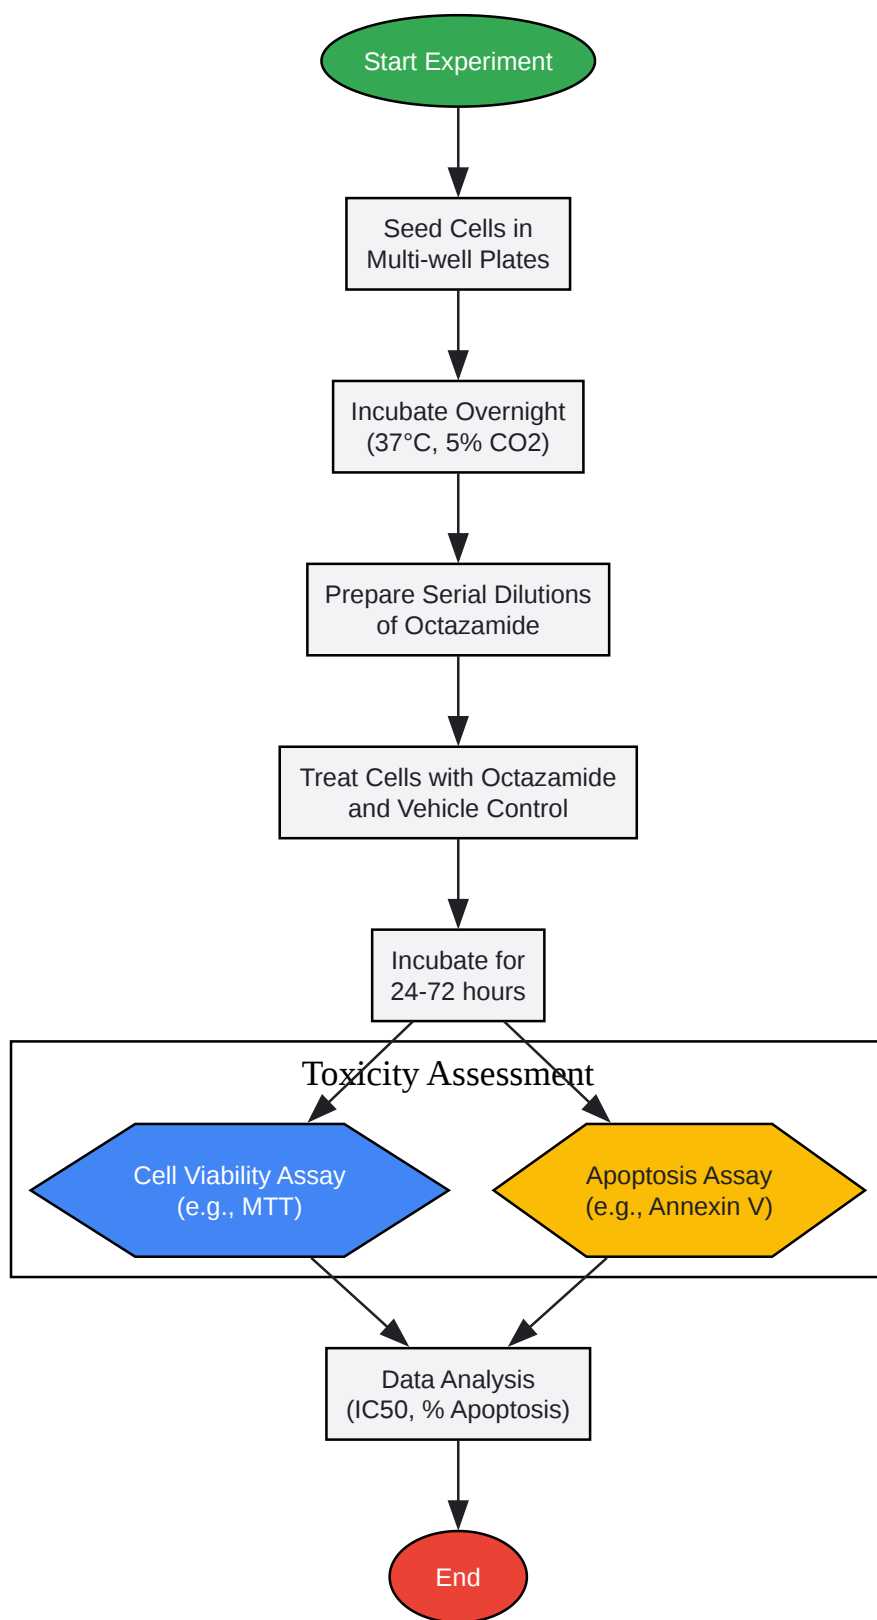 Start Experiment
Seed Cells in
Multi-well Plates
Incubate Overnight
(37°C, 5% CO2)
Prepare Serial Dilutions
of Octazamide
Treat Cells with Octazamide
and Vehicle Control
Incubate for
24-72 hours
Toxicity Assessment
Cell Viability Assay
(e.g., MTT)
Apoptosis Assay
(e.g., Annexin V)
Data Analysis
(IC50, % Apoptosis)
End